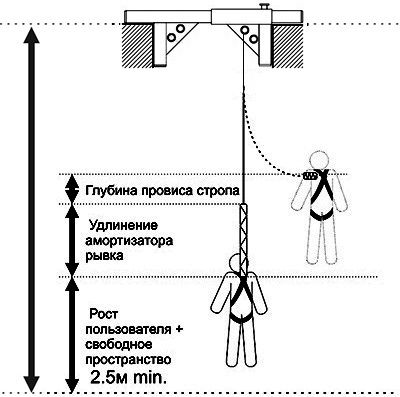 Глубина провиса стропа
Удлинение
амортизатора
рывка
Рост
пользователя +
свободное
пространство
2.5м min.